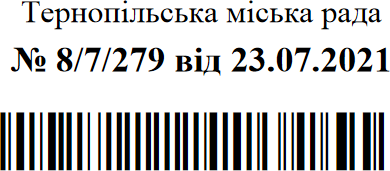 Тернопільська міська рада
№ 8/7/279 від 23.07.2021